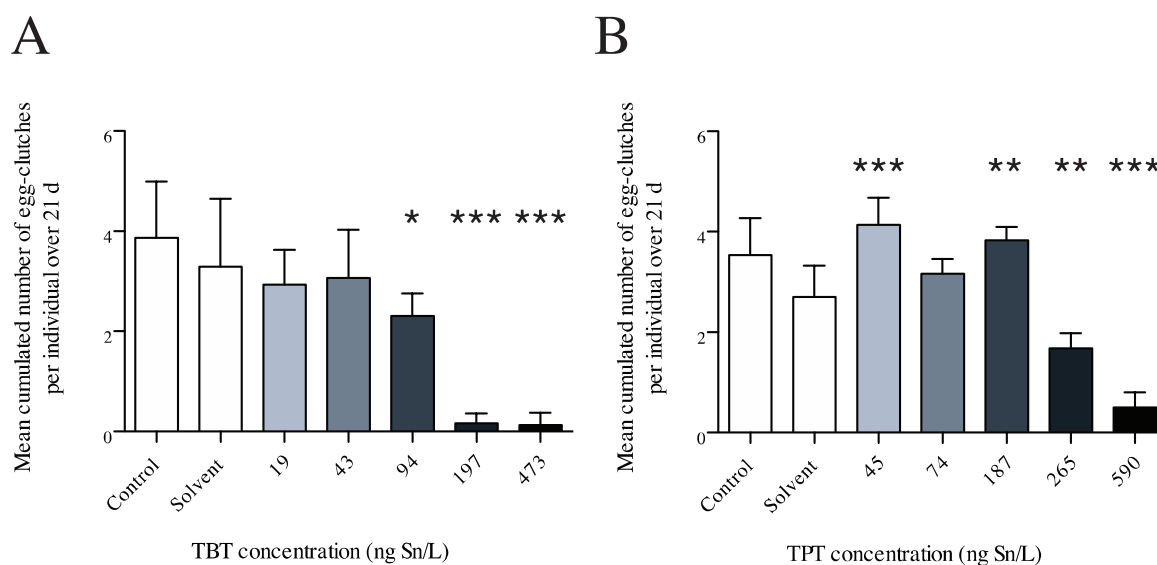 A
B
Mean cumulated number of egg-clutches
per individual over 21 d
6
4
2
0
* *** ***
Control
Solvent
19
43
94
197
473
TBT concentration (ng Sn/L)
Mean cumulated number of egg-clutches
per individual over 21 d
6
4
2
0
*** ** ** ***
Control
Solvent
45
74
187
265
590
TPT concentration (ng Sn/L)